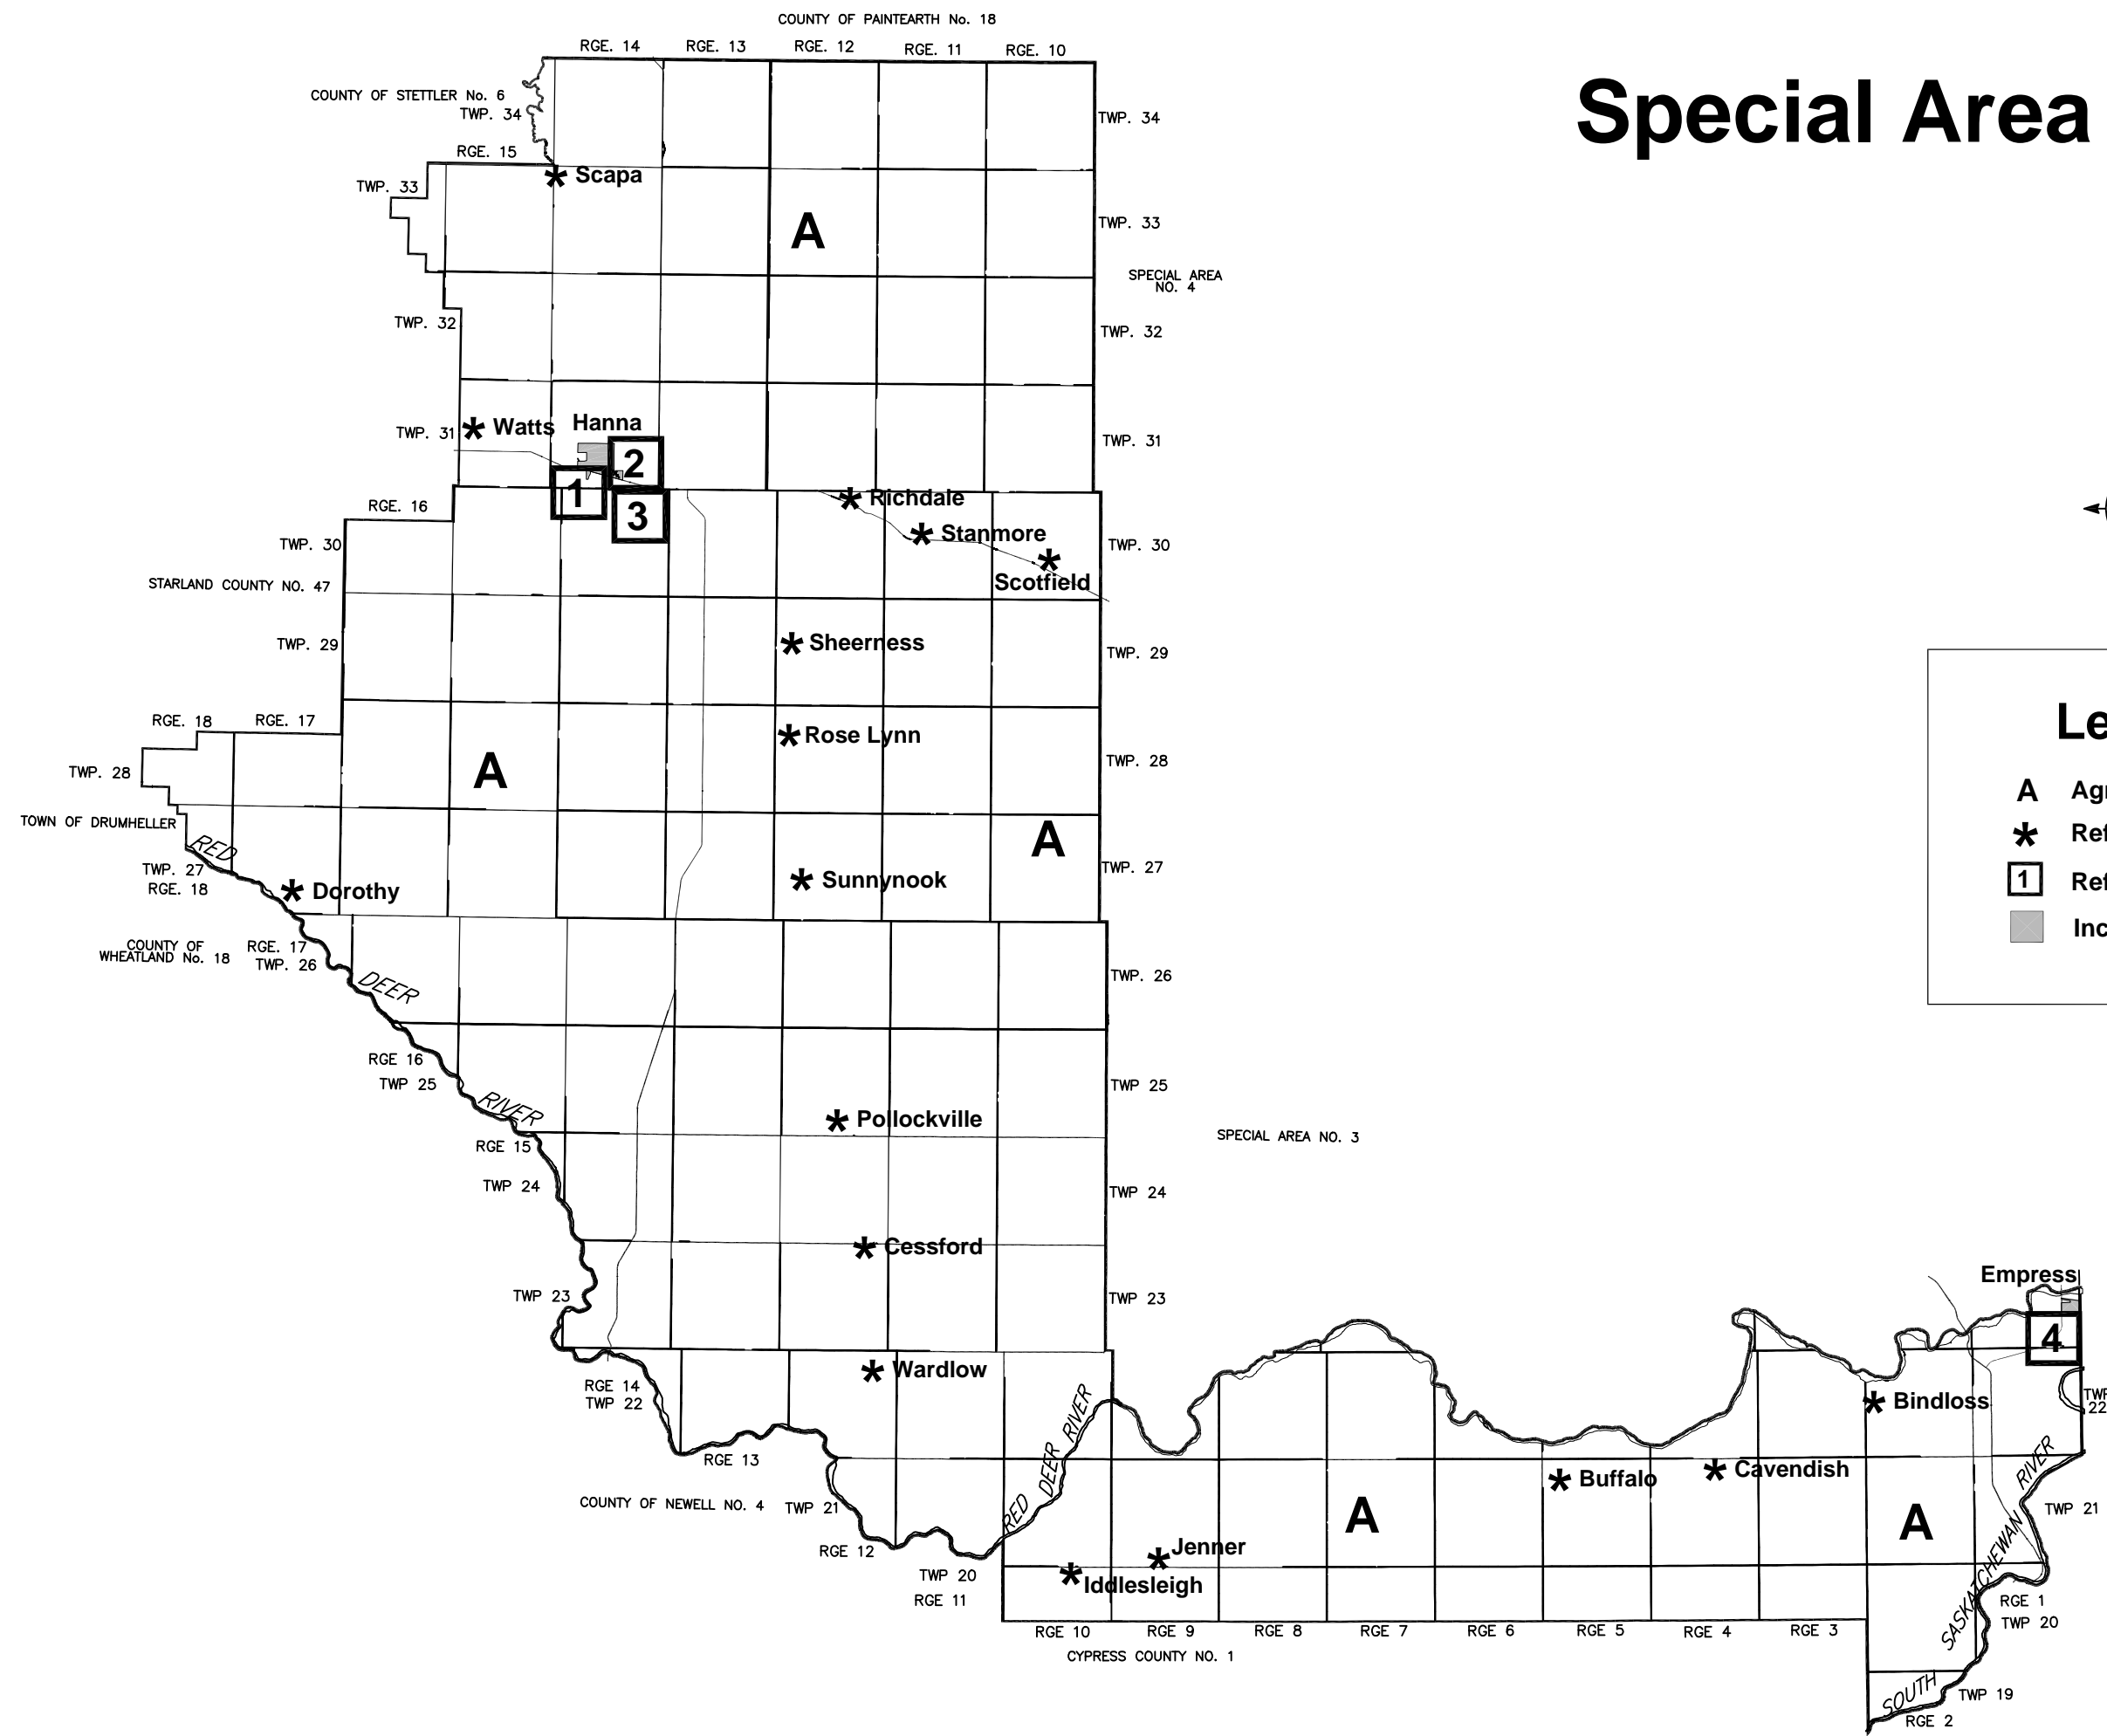 COUNTY OF PAINTEARTH No. 18
RGE. 14
RGE. 13
RGE. 12
RGE. 11
RGE. 10
Special Area
COUNTY OF STETTLER No. 6
TWP. 34
TWP. 34
RGE. 15
Scapa
TWP. 33
A
TWP. 33
SPECIAL AREA
NO. 4
TWP. 32
TWP. 32
Watts
Hanna
TWP. 31
TWP. 31
2
1
3
RGE. 16
Richdale
Stanmore
TWP. 30
TWP. 30
Scotfield
STARLAND COUNTY NO. 47
TWP. 29
Sheerness
TWP. 29
RGE. 18
RGE. 17
Rose Lynn
TWP. 28
A
TWP. 28
TOWN OF DRUMHELLER
RED
A
TWP. 27
RGE. 18
TWP. 27
Dorothy
Sunnynook
COUNTY OF
WHEATLAND No. 18
RGE. 17
TWP. 26
DEER
TWP. 26
RGE 16
TWP 25
TWP 25
RIVER
Pollockville
SPECIAL AREA NO. 3
RGE 15
TWP 24
TWP 24
Cessford
TWP 23
TWP 23
Empress
4
Wardlow
RGE 14
TWP 22
RED DEER RIVER
Bindloss
TWP
22
RGE 13
Buffalo
Cavendish
COUNTY OF NEWELL NO. 4
TWP 21
A
A
TWP 21
RGE 12
Jenner
TWP 20
RGE 11
Iddlesleigh
SOUTH SASKATCHEWAN RIVER
RGE 1
TWP 20
RGE 10
RGE 9
RGE 8
RGE 7
RGE 6
RGE 5
RGE 4
RGE 3
CYPRESS COUNTY NO. 1
TWP 19
RGE 2
Le
A Agr
* Ref
1 Ref
Inc